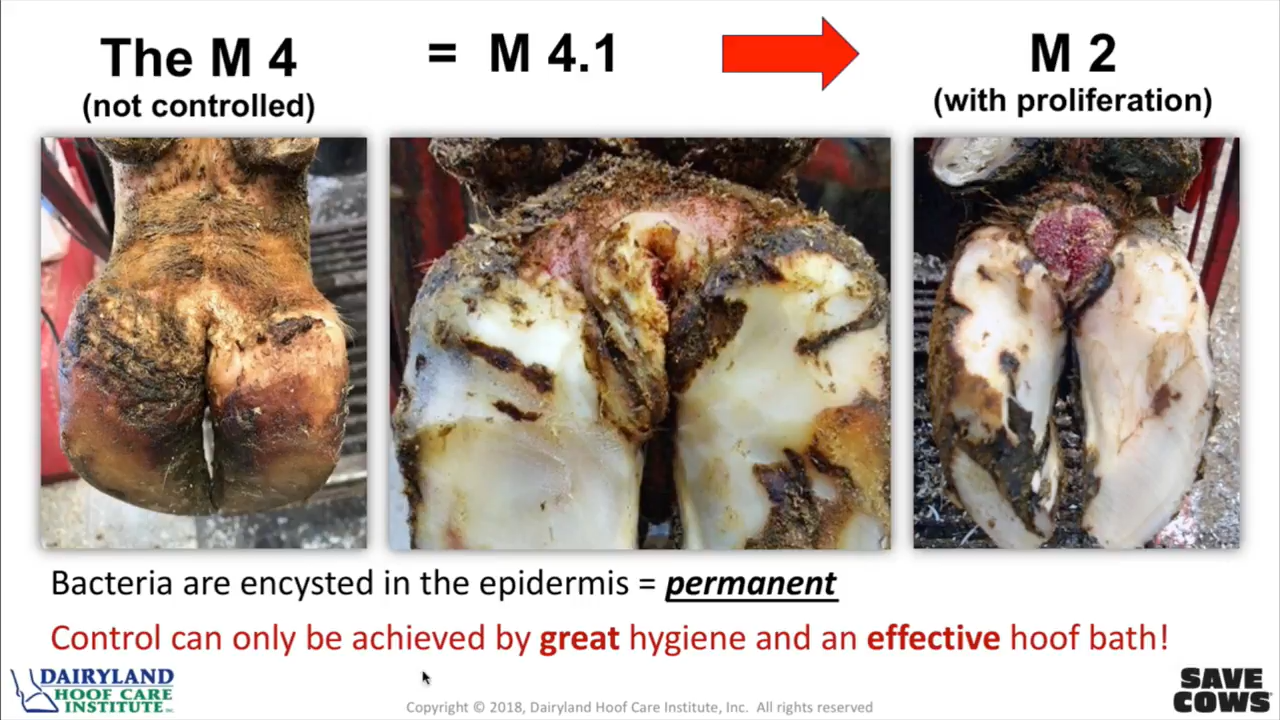 The M 4
(not controlled)
= M 4.1
M 2
(with proliferation)
Bacteria are encysted in the epidermis = permanent
Control can only be achieved by great hygiene and an effective hoof bath!
DAIRYLAND
HOOF CARE
INSTITUTE INC.
Copyright © 2018, Dairyland Hoof Care Institute, Inc. All rights reserved
SAVE
COWS®